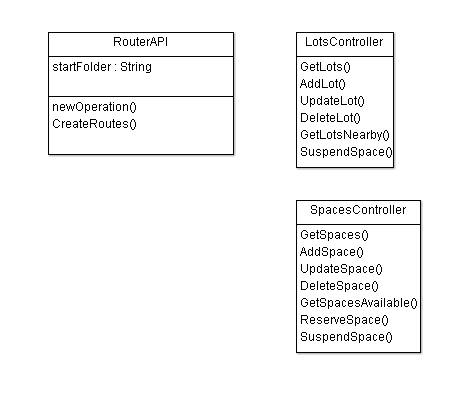 RouterAPI
startFolder : String
newOperation()
CreateRoutes()
LotsController
GetLots()
AddLot()
UpdateLot()
DeleteLot()
GetLotsNearby()
SuspendSpace()
SpacesController
GetSpaces()
AddSpace()
UpdateSpace()
DeleteSpace()
GetSpacesAvailable()
ReserveSpace()
SuspendSpace()